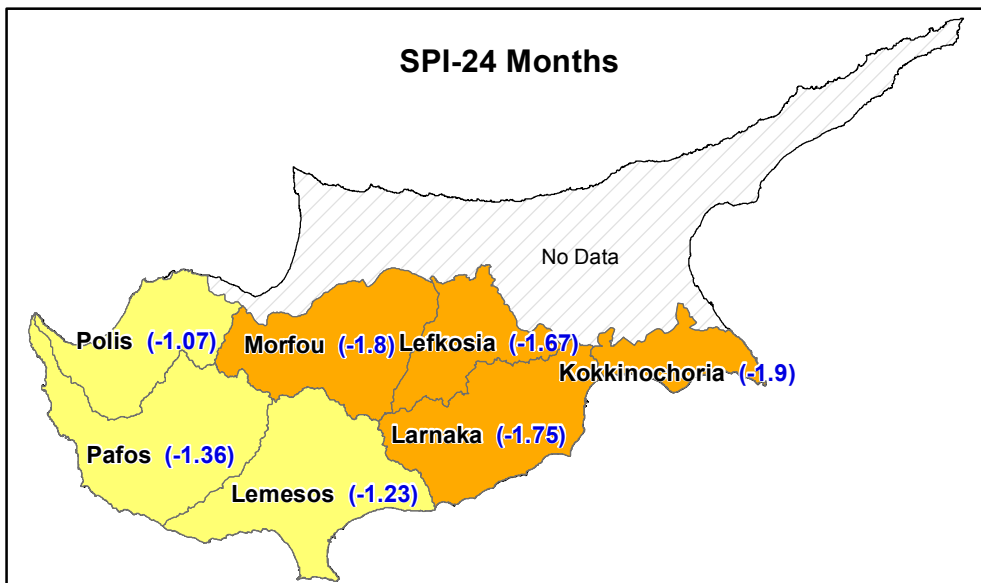 SPI-24 Months
No Data
Polis (-1.07)
Morfou (-1.8)
Lefkosia (-1.67)
Kokkinochoria (-1.9)
Larnaka (-1.75)
Pafos (-1.36)
Lemesos (-1.23)